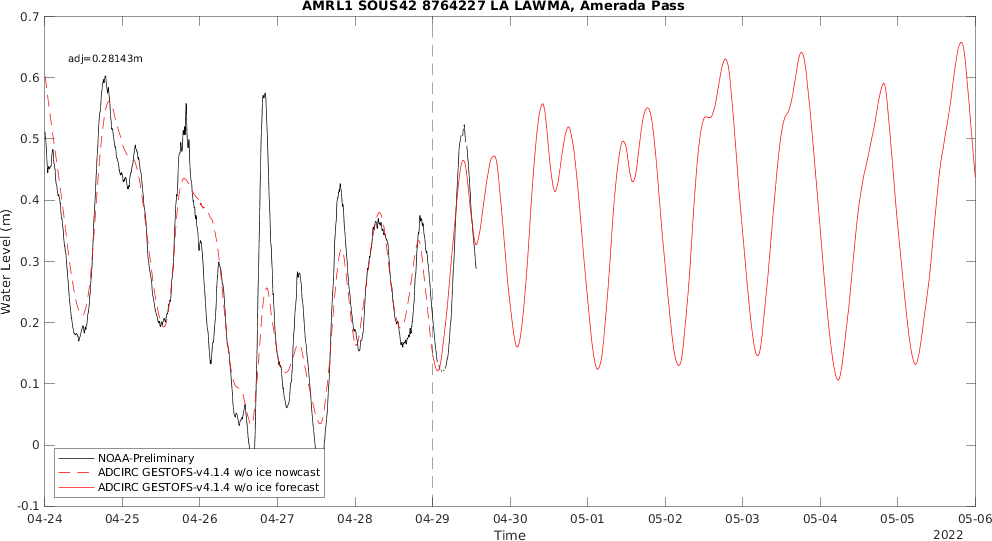 AMRL1 SOUS42 8764227 LA LAWMA, Amerada Pass
0.7
adj=0.28143m
0.6
0.5
0.4
0.3
0.2
0.1
0
-0.1
Water Level (m)
NOAA-Preliminary
ADCIRC GESTOFS-v4.1.4 w/o ice nowcast
ADCIRC GESTOFS-v4.1.4 w/o ice forecast
04-24 04-25 04-26 04-27 04-28 04-29 04-30 05-01 05-02 05-03 05-04 05-05 05-06
Time
2022